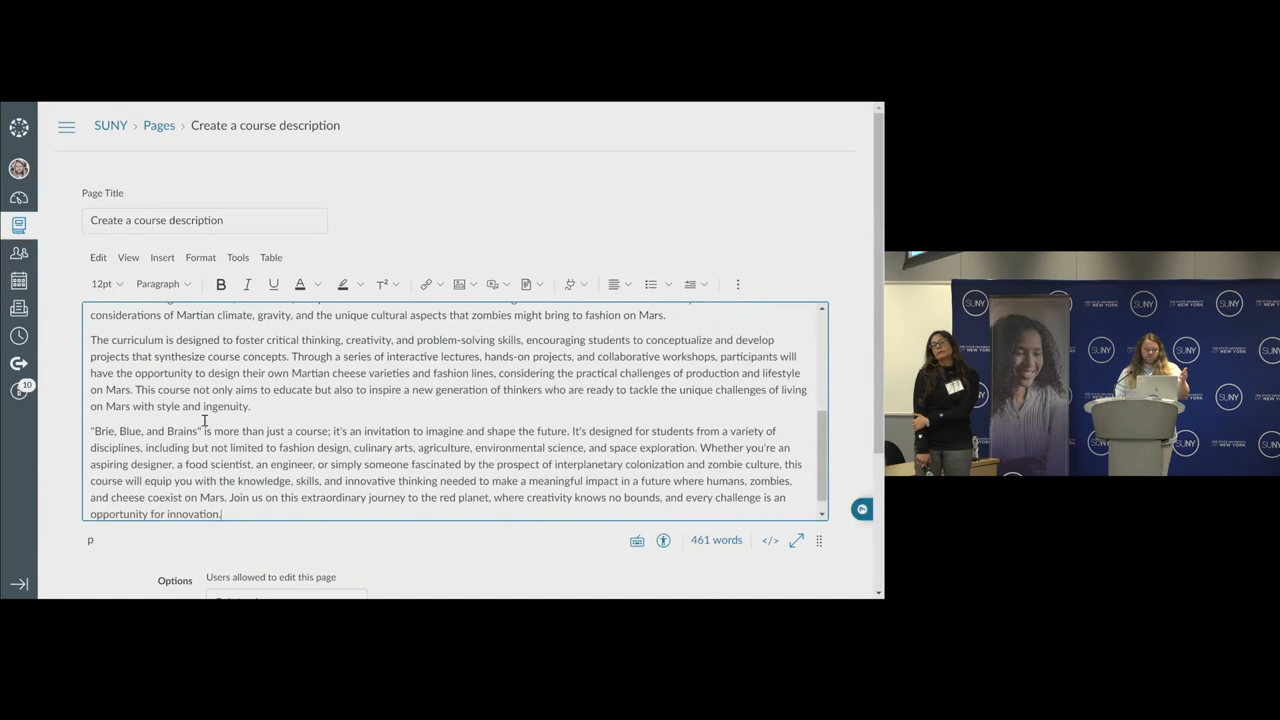 SUNY > Pages > Create a course description
Page Title
Create a course description
Edit View Insert Format Tools Table
12pt Paragraph B I U A T²
considerations of Martian climate, gravity, and the unique cultural aspects that zombies might bring to fashion on Mars.
The curriculum is designed to foster critical thinking, creativity, and problem-solving skills, encouraging students to conceptualize and develop
projects that synthesize course concepts. Through a series of interactive lectures, hands-on projects, and collaborative workshops, participants will
have the opportunity to design their own Martian cheese varieties and fashion lines, considering the practical challenges of production and lifestyle
on Mars. This course not only aims to educate but also to inspire a new generation of thinkers who are ready to tackle the unique challenges of living
on Mars with style and ingenuity.
"Brie, Blue, and Brains" is more than just a course; it's an invitation to imagine and shape the future. It's designed for students from a variety of
disciplines, including but not limited to fashion design, culinary arts, agriculture, environmental science, and space exploration. Whether you're an
aspiring designer, a food scientist, an engineer, or simply someone fascinated by the prospect of interplanetary colonization and zombie culture, this
course will equip you with the knowledge, skills, and innovative thinking needed to make a meaningful impact in a future where humans, zombies,
and cheese coexist on Mars. Join us on this extraordinary journey to the red planet, where creativity knows no bounds, and every challenge is an
opportunity for innovation.
p
461 words
</>
Options
Users allowed to edit this page
10
SUNY
THE STATE UNIVERSITY
OF NEW YORK
SUNY
SUNY
SUNY